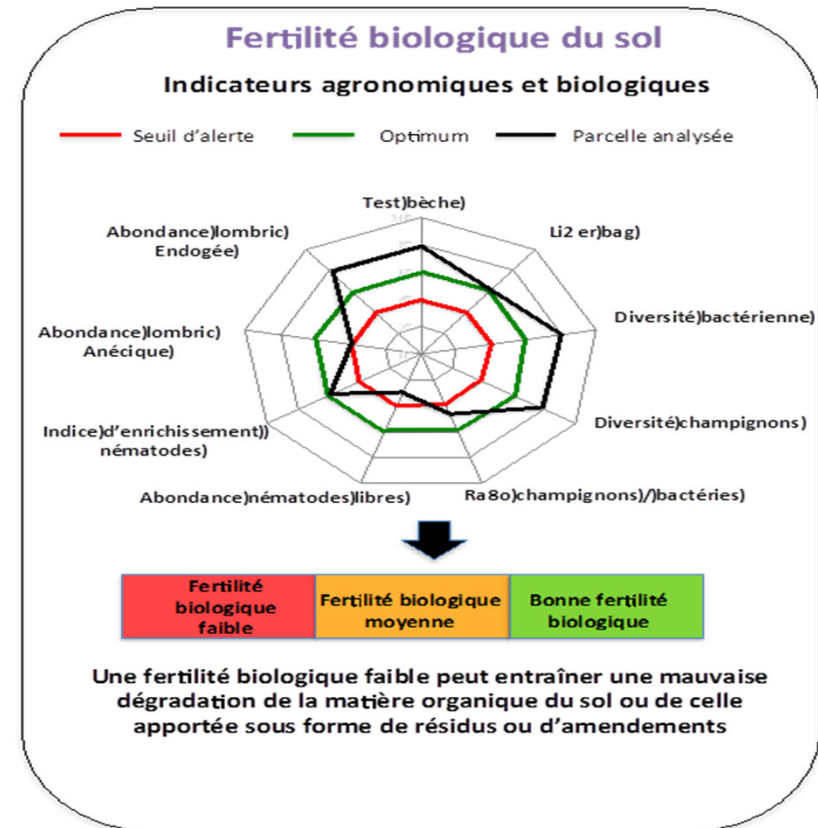 Fertilité biologique du sol
Indicateurs agronomiques et biologiques
Seuil d'alerte
Optimum
Parcelle analysée
Test)bèche)
Abondance)lombric)
Endogée)
Li2 er)bag)
Diversité)bactérienne)
Abondance)lombric)
Anécique)
Diversité)champignons)
Indice)d'enrichissement))
nématodes)
Abondance)nématodes)libres)
Ra8o)champignons)/)bactéries)
Fertilité
biologique
faible
Fertilité biologique
moyenne
Bonne fertilité
biologique
Une fertilité biologique faible peut entraîner une mauvaise
dégradation de la matière organique du sol ou de celle
apportée sous forme de résidus ou d'amendements